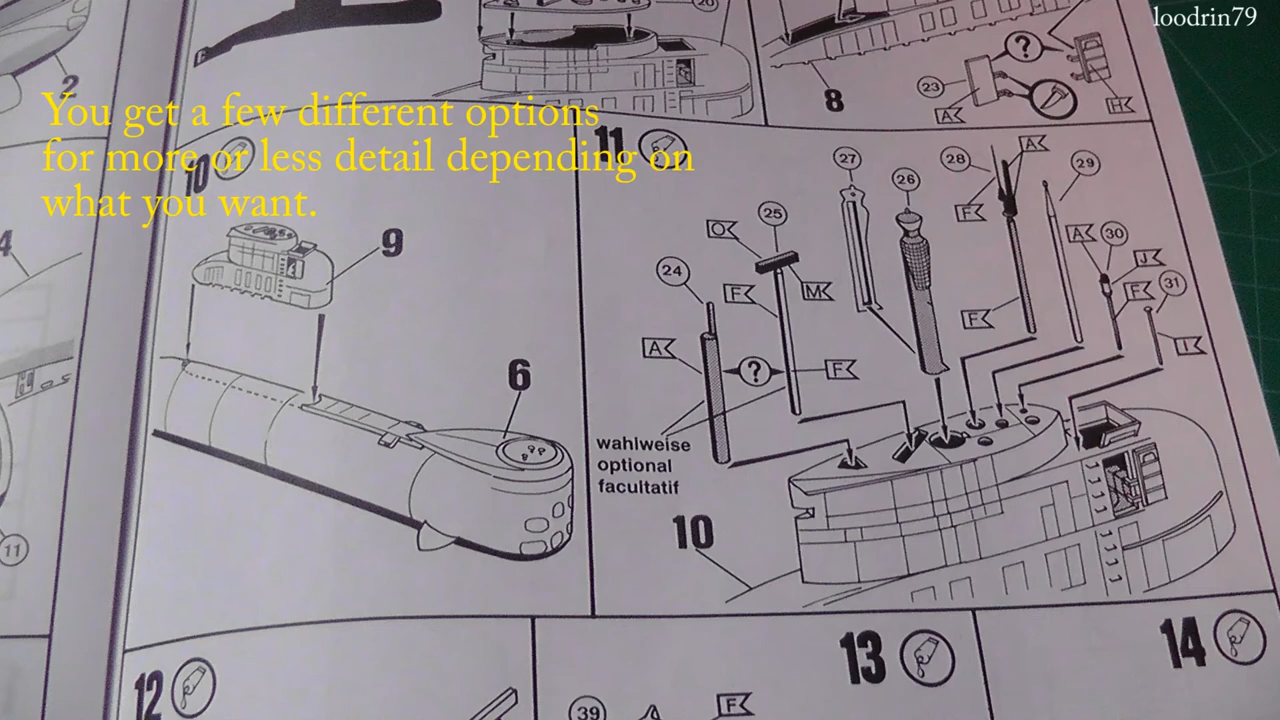 loodrin79
20
2
8
23
?
A
H
You get a few different options
for more or less detail depending on
what you want.
10
11
27
26
28
A
29
F
4
9
O
25
A
30
24
F
M
J
F
31
F
A
?
F
I
6
wahlweise
optional
facultatif
10
11
12
13
14
39
F